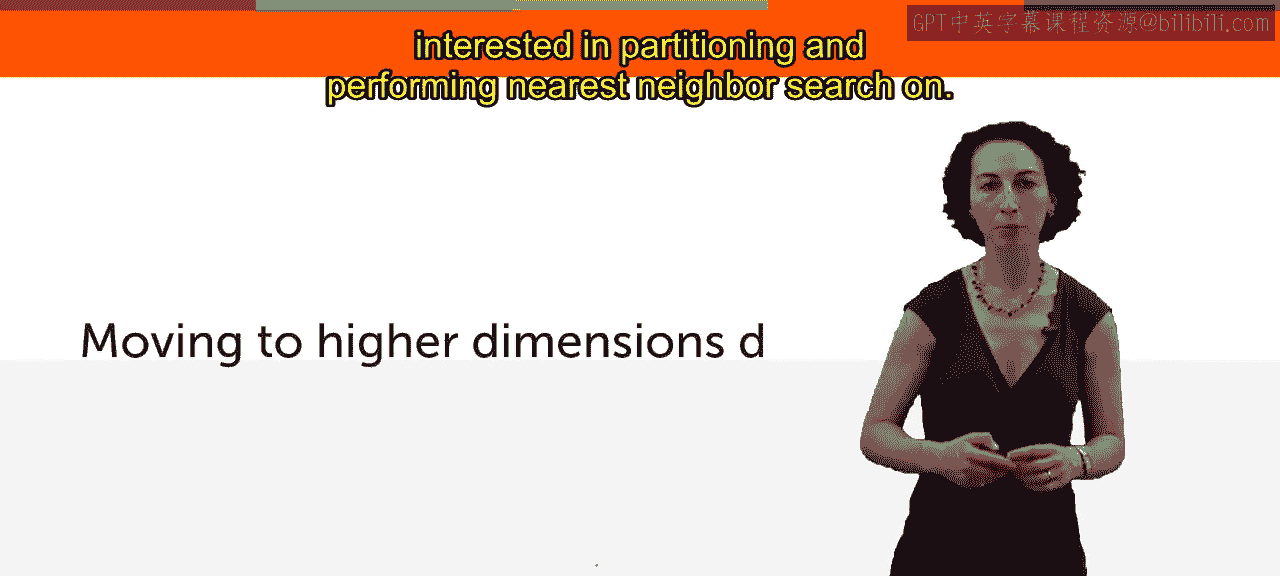 GPT中英字幕课程资源@bilibili.com
interested in partitioning and
performing nearest neighbor search on.
Moving to higher dimensions d